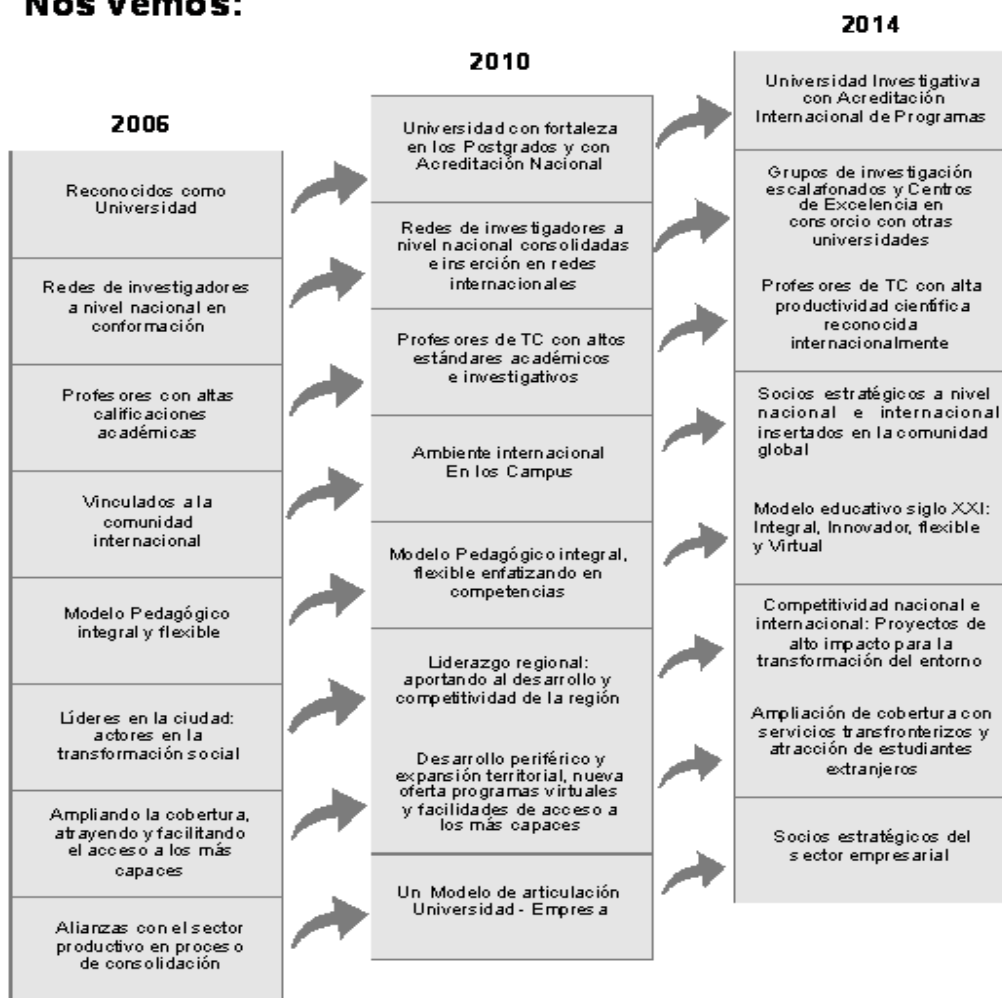 Nos vemos:
2006
Reconocidos como
Universidad
Redes de investigadores
a nivel nacional en
conformación
Profesores con altas
calificaciones
académicas
Vinculados a la
comunidad
internacional
Modelo Pedagógico
integral y flexible
Líderes en la ciudad:
actores en la
transformación social
Ampliando la cobertura,
atrayendo y facilitando
el acceso a los más
capaces
Alianzas con el sector
productivo en proceso
de consolidación
2010
Universidad con fortaleza
en los Postgrados y con
Acreditación Nacional
Redes de investigadores a
nivel nacional consolidadas
e inserción en redes
internacionales
Profesores de TC con altos
estándares académicos
e investigativos
Ambiente internacional
En los Campus
Modelo Pedagógico integral,
flexible enfatizando en
competencias
Liderazgo regional:
aportando al desarrollo y
competitividad de la región
Desarrollo periférico y
expansión territorial, nueva
oferta programas virtuales
y facilidades de acceso a
los más capaces
Un Modelo de articulación
Universidad - Empresa
2014
Universidad Investigativa
con Acreditación
Internacional de Programas
Grupos de investigación
escalafonados y Centros
de Excelencia en
consorcio con otras
universidades
Profesores de TC con alta
productividad científica
reconocida
internacionalmente
Socios estratégicos a nivel
nacional e internacional
insertados en la comunidad
global
Modelo educativo siglo XXI:
Integral, Innovador, flexible
y Virtual
Competitividad nacional e
internacional: Proyectos de
alto impacto para la
transformación del entorno
Ampliación de cobertura con
servicios transfronterizos y
atracción de estudiantes
extranjeros
Socios estratégicos del
sector empresarial